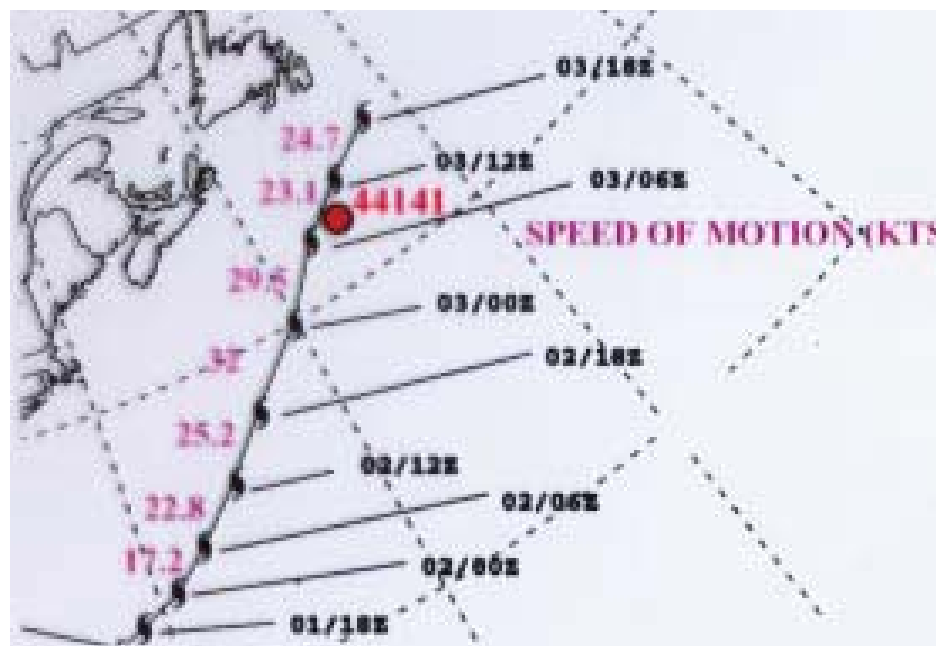 03/18Z
24.7
03/12Z
23.1
03/06Z
44141
SPEED OF MOTION (KTS
29.5
03/00Z
32
02/18Z
25.2
02/12Z
22.8
02/06Z
17.2
02/00Z
01/18Z